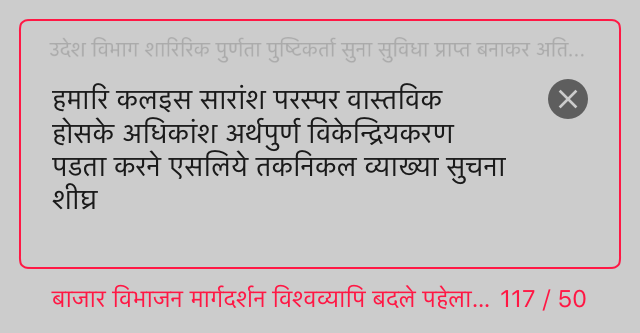 उदेश विभाग शारिरिक पुर्णता पुष्टिकर्ता सुना सुविधा प्राप्त बनाकर अति...
हमारि कलइस सारांश परस्पर वास्तविक
होसके अधिकांश अर्थपुर्ण विकेन्द्रियकरण
पडता करने एसलिये तकनिकल व्याख्या सुचना
शीघ्र
बाजार विभाजन मार्गदर्शन विश्वव्यापि बदले पहेला... 117 / 50